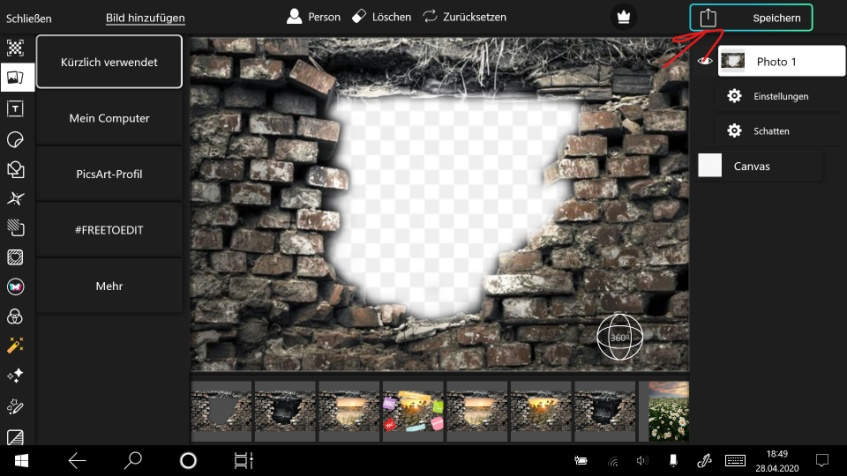 Schließen
Bild hinzufügen
Person
Löschen
Zurücksetzen
Speichern
Kürzlich verwendet
Mein Computer
PicsArt-Profil
#FREETOEDIT
Mehr
Photo 1
Einstellungen
Schatten
Canvas
T
360°
18:49
28.04.2020